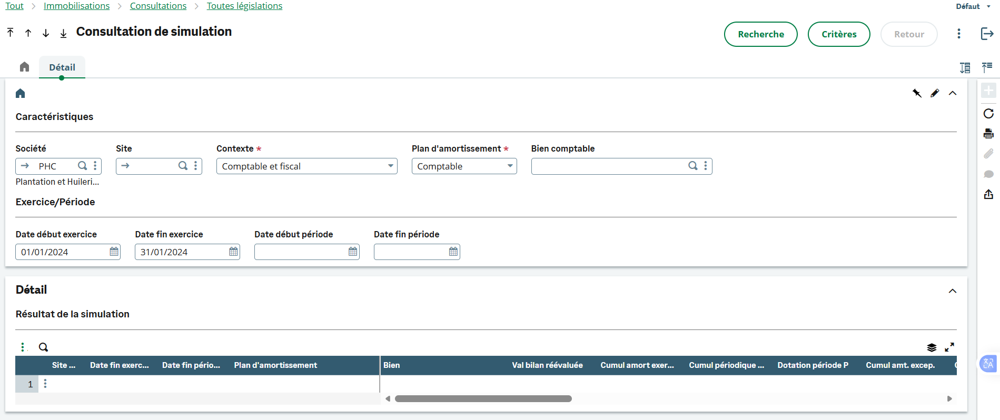 Tout > Immobilisations > Consultations > Toutes législations
Défaut
Consultation de simulation
Recherche
Critères
Retour
Détail
Caractéristiques
Société
Site
Contexte *
Plan d'amortissement *
Bien comptable
PHC
Comptable et fiscal
Comptable
Plantation et Huileri...
Exercice/Période
Date début exercice
Date fin exercice
Date début période
Date fin période
01/01/2024
31/01/2024
Détail
Résultat de la simulation
Site ...
Date fin exerc...
Date fin pério...
Plan d'amortissement
Bien
Val bilan réévaluée
Cumul amort exer...
Cumul périodique ...
Dotation période P
Cumul amt. excep.
1